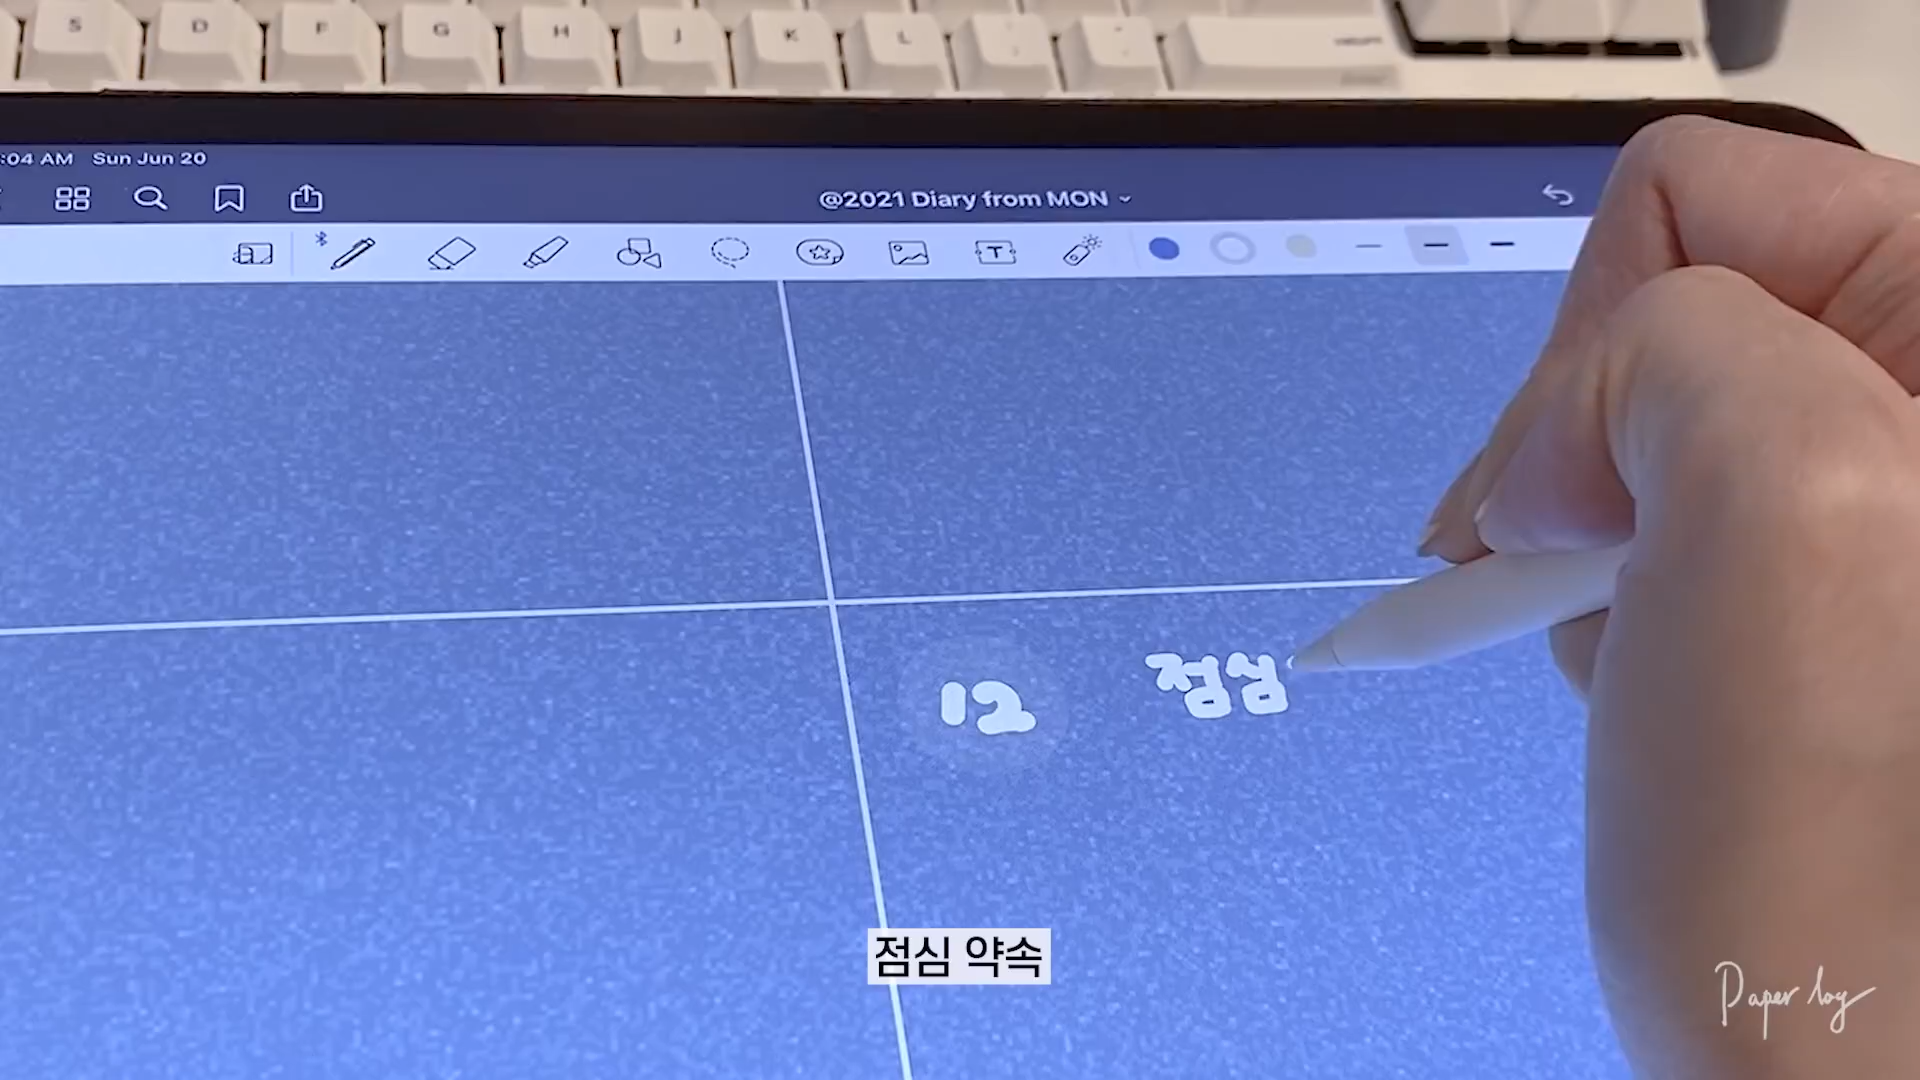 S D F G H J K L
:04 AM Sun Jun 20
@2021 Diary from MON
T
12 점심
점심 약속
Paper log